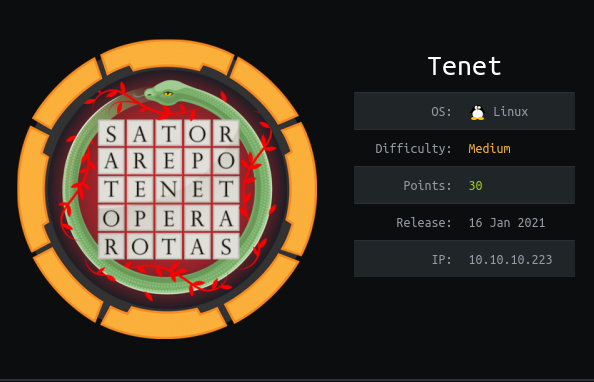 SATOR
AREPO
TENET
OPERA
ROTAS
Tenet
OS: Linux
Difficulty: Medium
Points: 30
Release: 16 Jan 2021
IP: 10.10.10.223